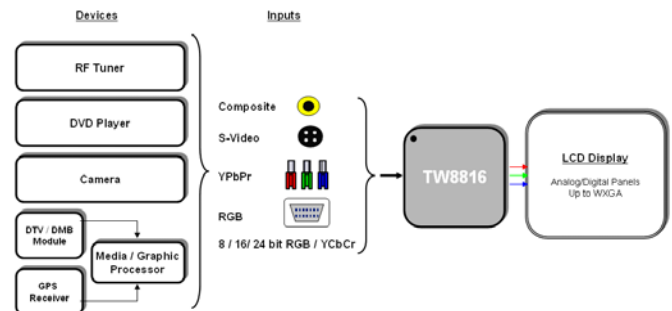 Devices
Inputs
RF Tuner
DVD Player
Camera
DTV / DMB
Module
Media / Graphic
Processor
GPS
Receiver
Composite
S-Video
YPbPr
RGB
8 / 16/ 24 bit RGB / YCbCr
TW8816
LCD Display
Analog/Digital Panels
Up to WXGA